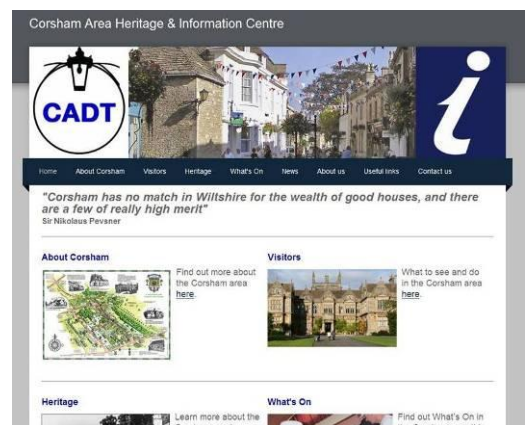 Corsham Area Heritage & Information Centre
CADT
i
Home About Corsham Visitors Heritage What's On News About us Useful links Contact us
"Corsham has no match in Wiltshire for the wealth of good houses, and there
are a few of really high merit"
Sir Nikolaus Pevsner
About Corsham
Find out more about
the Corsham area
here.
Visitors
What to see and do
in the Corsham area
here.
Heritage
Learn more about the
What's On
Find out What's On in